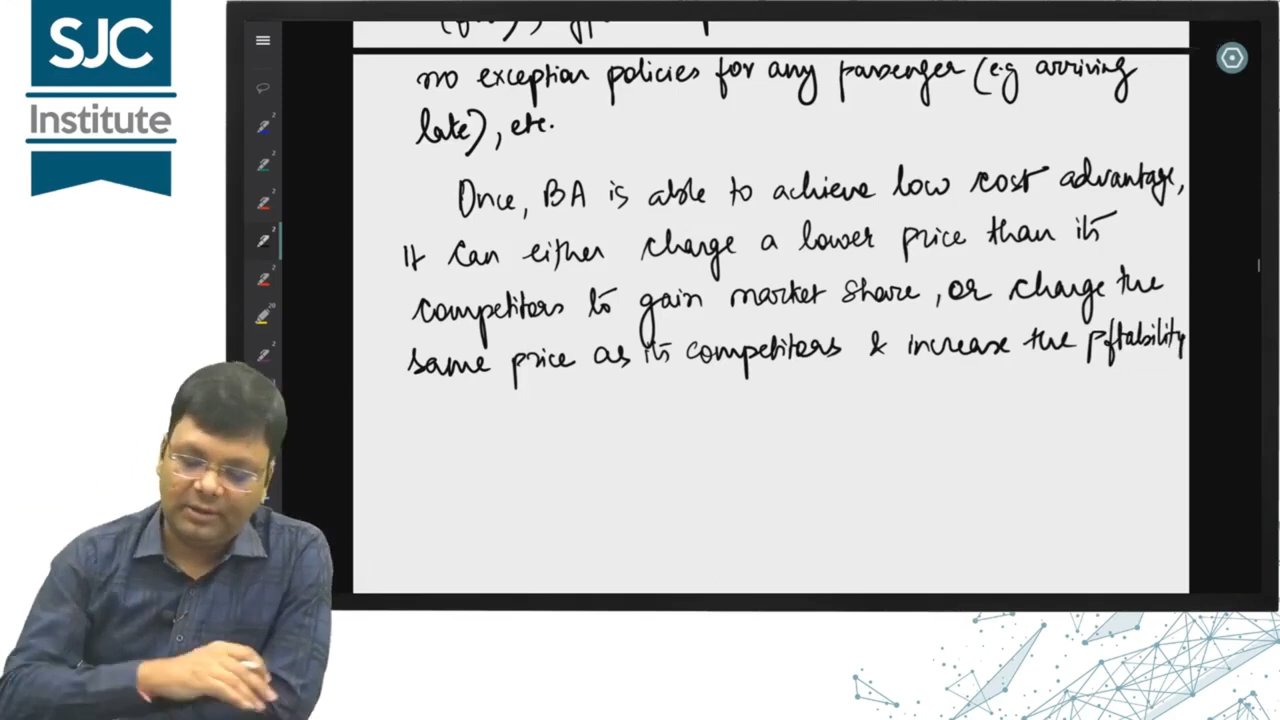 SJC
Institute
no exception policies for any passenger (e.g arriving
late), etc.
Once, BA is able to achieve low cost advantage,
It can either charge a lower price than its
competitors to gain market share, or charge the
same price as its competitors & increase the pftability